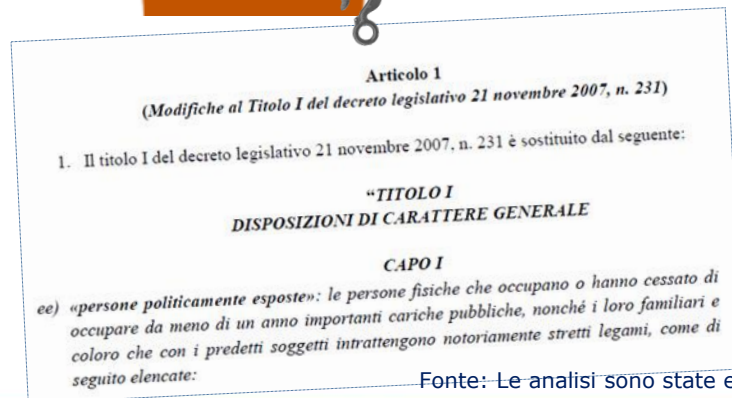 Articolo 1
(Modifiche al Titolo I del decreto legislativo 21 novembre 2007, n. 231)
1. Il titolo I del decreto legislativo 21 novembre 2007, n. 231 è sostituito dal seguente:
“TITOLO I
DISPOSIZIONI DI CARATTERE GENERALE
CAPO I
ee) «persone politicamente esposte»: le persone fisiche che occupano o hanno cessato di
occupare da meno di un anno importanti cariche pubbliche, nonché i loro familiari e
coloro che con i predetti soggetti intrattengono notoriamente stretti legami, come di
seguito elencate:
Fonte: Le analisi sono state e